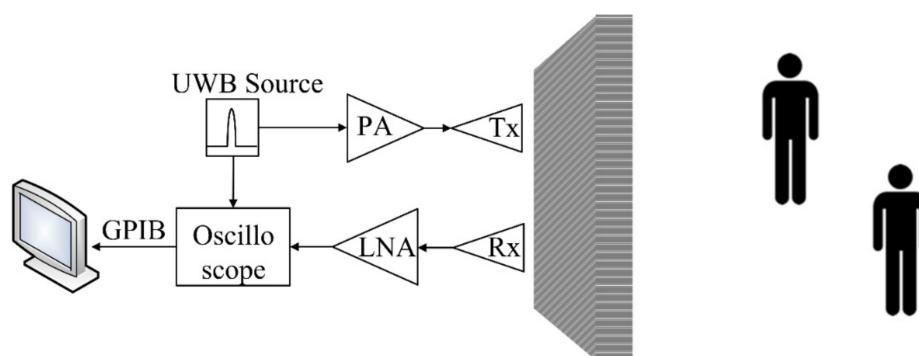 UWB Source
PA
Tx
GPIB
Oscillo
scope
LNA
Rx